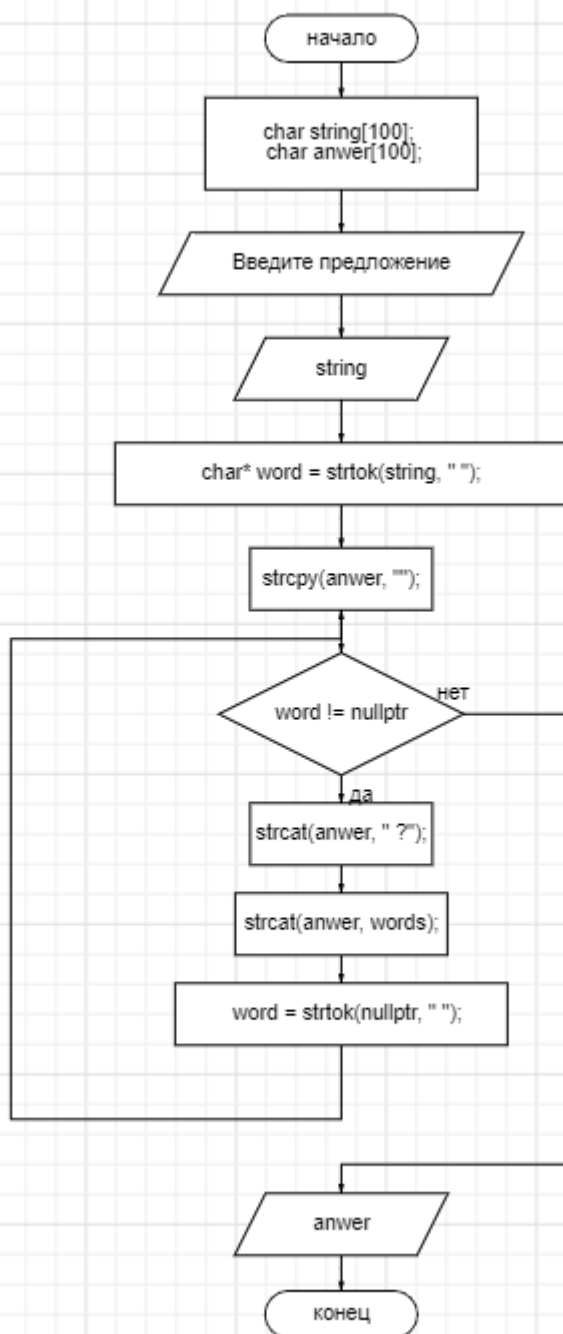 начало
char string[100];
char anwer[100];
Введите предложение
string
char* word = strtok(string, " ");
strcpy(anwer, "");
word != nullptr
нет
да
strcat(anwer, " ?");
strcat(anwer, words);
word = strtok(nullptr, " ");
anwer
конец